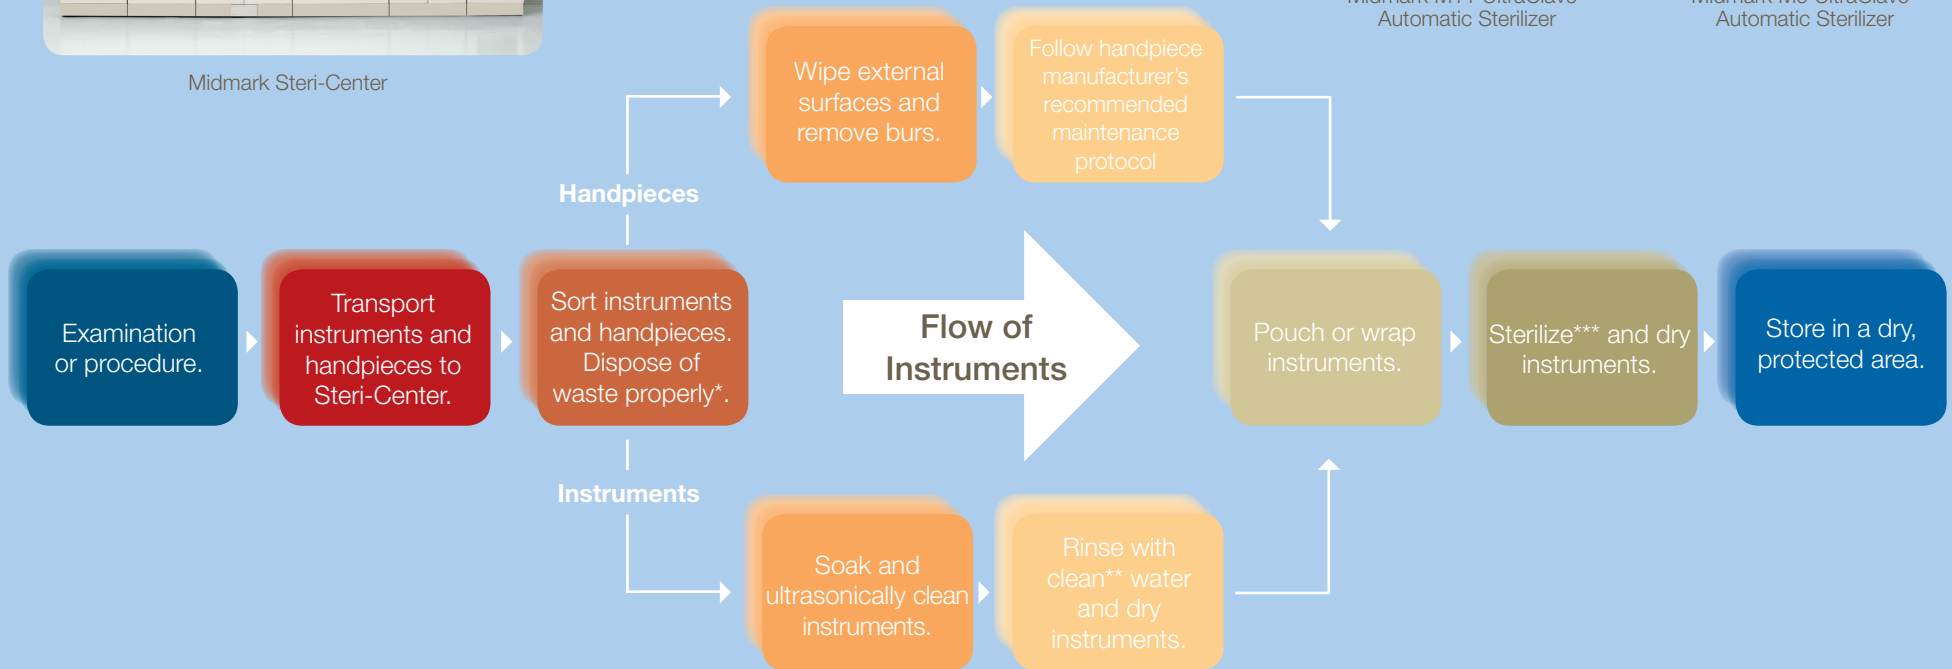 Automatic Sterilizer
Automatic Sterilizer
Midmark Steri-Center
Wipe external
surfaces and
remove burs.
Follow handpiece
manufacturer's
recommended
maintenance
protocol
Handpieces
Examination
or procedure.
Transport
instruments and
handpieces to
Steri-Center.
Sort instruments
and handpieces.
Dispose of
waste properly*.
Flow of
Instruments
Pouch or wrap
instruments.
Sterilize*** and dry
instruments.
Store in a dry,
protected area.
Instruments
Soak and
ultrasonically clean
instruments.
Rinse with
clean** water
and dry
instruments.